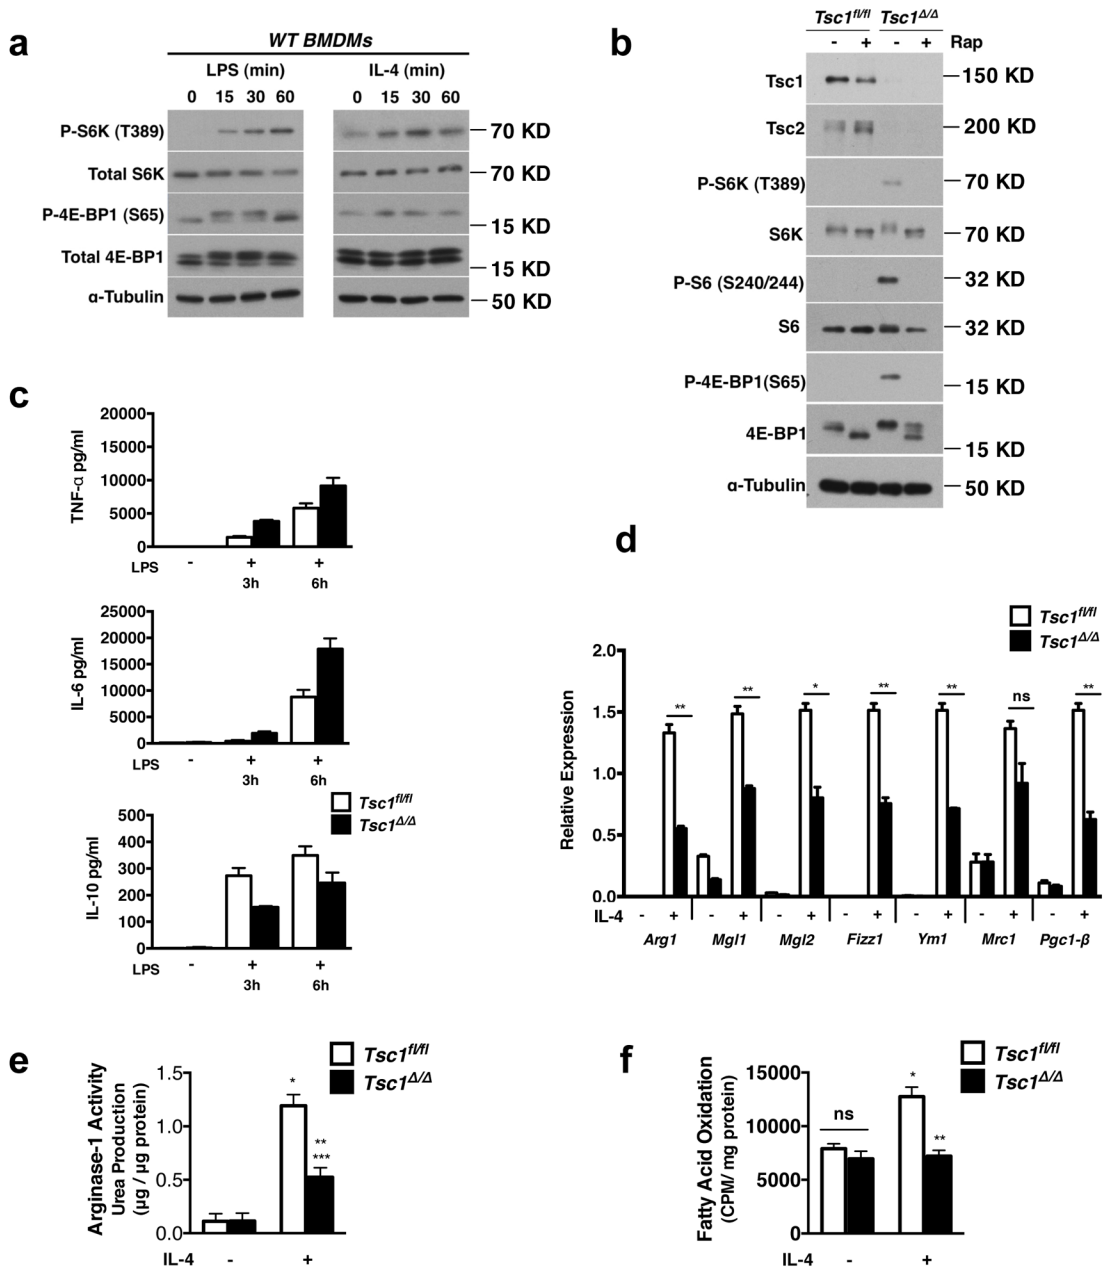 a
WT BMDMs
LPS (min) IL-4 (min)
0 15 30 60 0 15 30 60
P-S6K (T389) 70 KD
Total S6K 70 KD
P-4E-BP1 (S65) 15 KD
Total 4E-BP1 15 KD
α-Tubulin 50 KD
b
Tsc1fl/fl Tsc1Δ/Δ
- + - + Rap
Tsc1 150 KD
Tsc2 200 KD
P-S6K (T389) 70 KD
S6K 70 KD
P-S6 (S240/244) 32 KD
S6 32 KD
P-4E-BP1(S65) 15 KD
4E-BP1 15 KD
α-Tubulin 50 KD
c
TNF-α pg/ml
20000
15000
10000
5000
0
LPS - + +
3h 6h
IL-6 pg/ml
25000
20000
15000
10000
5000
0
LPS - + +
3h 6h
Tsc1fl/fl
Tsc1Δ/Δ
IL-10 pg/ml
500
400
300
200
100
0
LPS - + +
3h 6h
d
Tsc1fl/fl
Tsc1Δ/Δ
Relative Expression
2.0
1.5
1.0
0.5
0.0
** ** * ** ** ns **
IL-4 - + - + - + - + - + - + - +
Arg1 Mgl1 Mgl2 Fizz1 Ym1 Mrc1 Pgc1-β
e
Tsc1fl/fl
Tsc1Δ/Δ
Arginase-1 Activity
Urea Production
(µg / µg protein)
1.5
1.0
0.5
0.0
*
**
***
IL-4 - +
f
Tsc1fl/fl
Tsc1Δ/Δ
Fatty Acid Oxidation
(CPM/ mg protein)
15000
10000
5000
0
ns
*
**
IL-4 - +